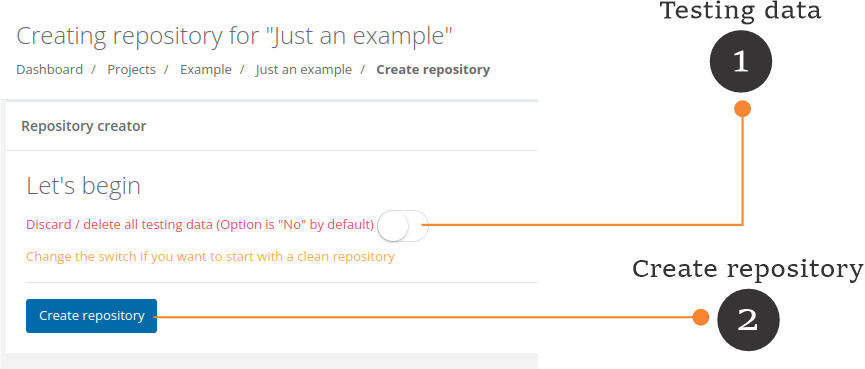 Testing data
1
Creating repository for "Just an example"
Dashboard / Projects / Example / Just an example / Create repository
Repository creator
Let's begin
Discard / delete all testing data (Option is "No" by default)
Change the switch if you want to start with a clean repository
Create repository
2
Create repository